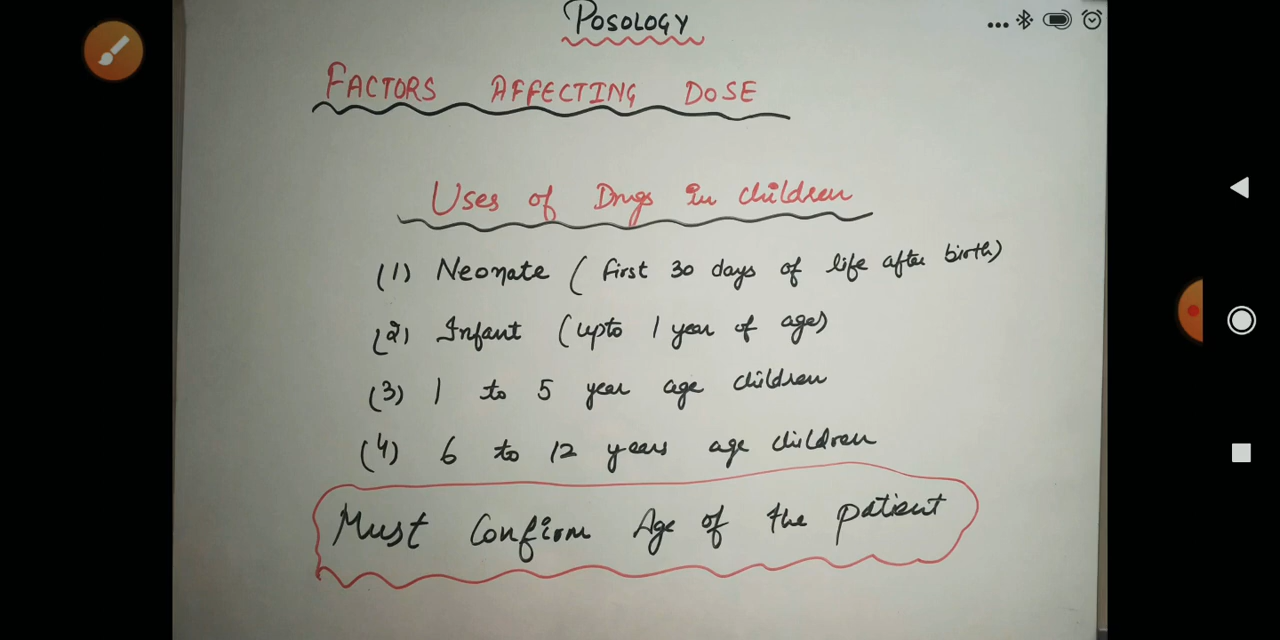 POSOLOGY
FACTORS AFFECTING DOSE
Uses of Drugs in children
(1) Neonate ( first 30 days of life after birth)
(2) Infant (upto 1 year of age)
(3) 1 to 5 year age children
(4) 6 to 12 years age children
Must Confirm Age of the patient